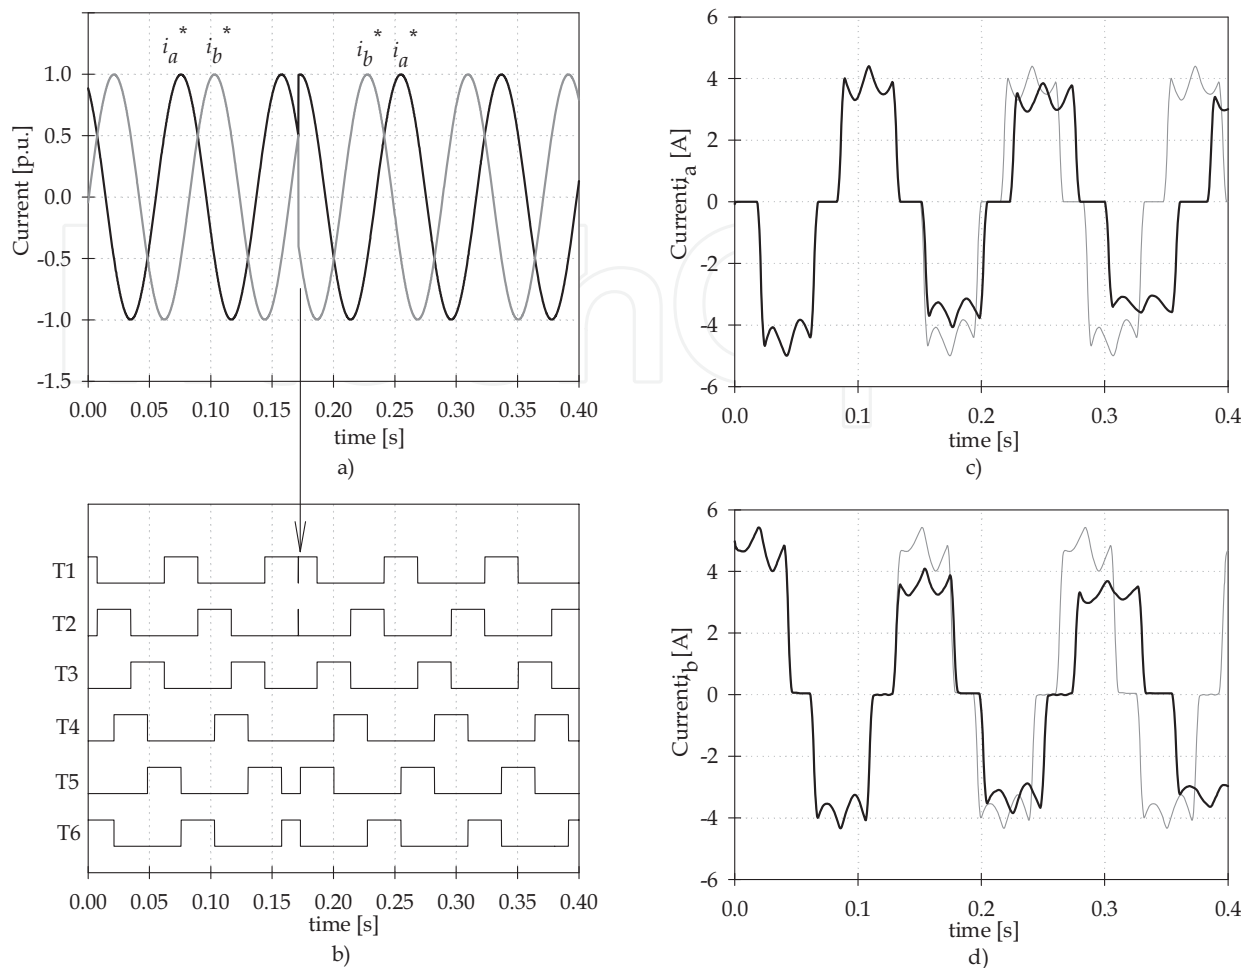 i_a* i_b* i_b* i_a*
Current [p.u.]
1.0
0.5
0.0
-0.5
-1.0
-1.5
0.00 0.05 0.10 0.15 0.20 0.25 0.30 0.35 0.40
time [s]
a)
Current i_a [A]
6
4
2
0
-2
-4
-6
0.0 0.1 0.2 0.3 0.4
time [s]
c)
T1
T2
T3
T4
T5
T6
0.00 0.05 0.10 0.15 0.20 0.25 0.30 0.35 0.40
time [s]
b)
Current i_b [A]
6
4
2
0
-2
-4
-6
0.0 0.1 0.2 0.3 0.4
time [s]
d)